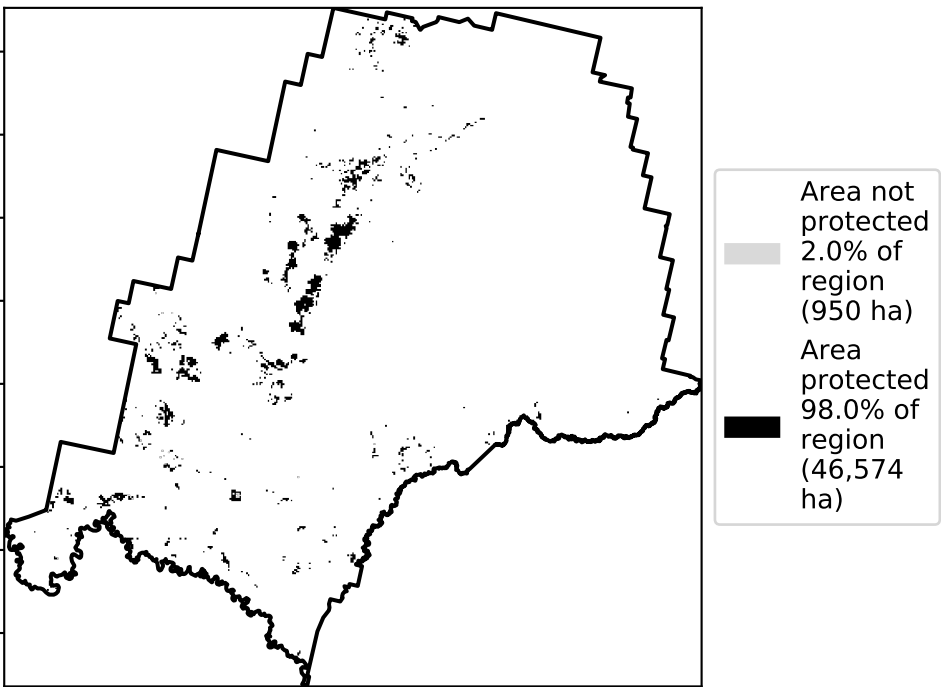 Area not
protected
2.0% of
region
(950 ha)
Area
protected
98.0% of
region
(46,574
ha)